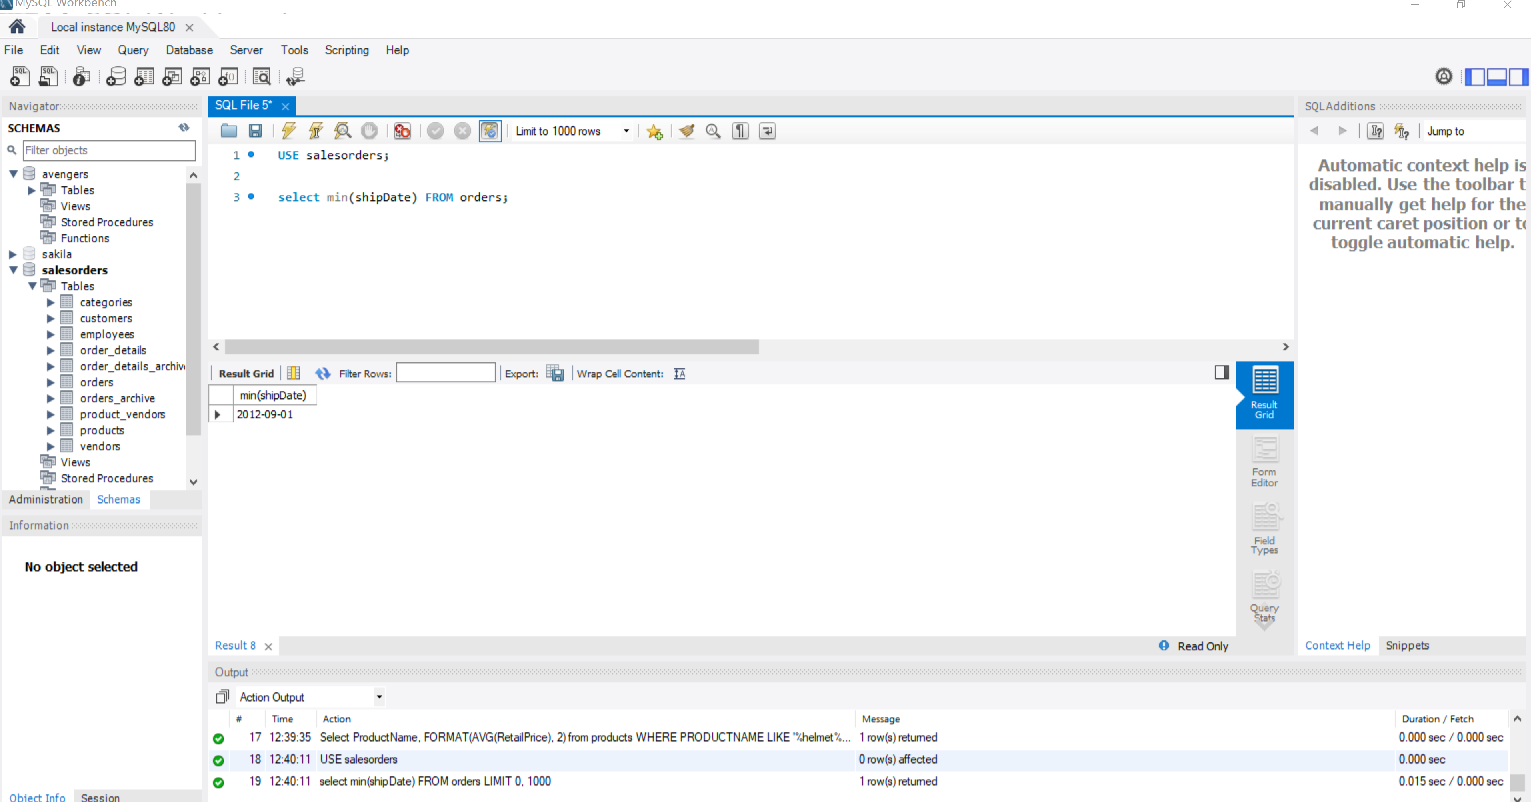 MySQL Workbench
Local instance MySQL80
File Edit View Query Database Server Tools Scripting Help
Navigator
SCHEMAS
Filter objects
avengers
Tables
Views
Stored Procedures
Functions
sakila
salesorders
Tables
categories
customers
employees
order_details
order_details_archiv
orders
orders_archive
product_vendors
products
vendors
Views
Stored Procedures
Administration Schemas
Information
No object selected
Object Info Session
SQL File 5*
Limit to 1000 rows
1 USE salesorders;
2
3 select min(shipDate) FROM orders;
Result Grid Filter Rows: Export: Wrap Cell Content:
min(shipDate)
2012-09-01
Result
Grid
Form
Editor
Field
Types
Query
Stats
Result 8
Read Only
Output
Action Output
# Time Action Message Duration / Fetch
17 12:39:35 Select ProductName, FORMAT(AVG(RetailPrice), 2) from products WHERE PRODUCTNAME LIKE '%helmet%... 1 row(s) returned 0.000 sec / 0.000 sec
18 12:40:11 USE salesorders 0 row(s) affected 0.000 sec
19 12:40:11 select min(shipDate) FROM orders LIMIT 0, 1000 1 row(s) returned 0.015 sec / 0.000 sec
SQLAdditions
Jump to
Automatic context help is
disabled. Use the toolbar t
manually get help for the
current caret position or to
toggle automatic help.
Context Help Snippets